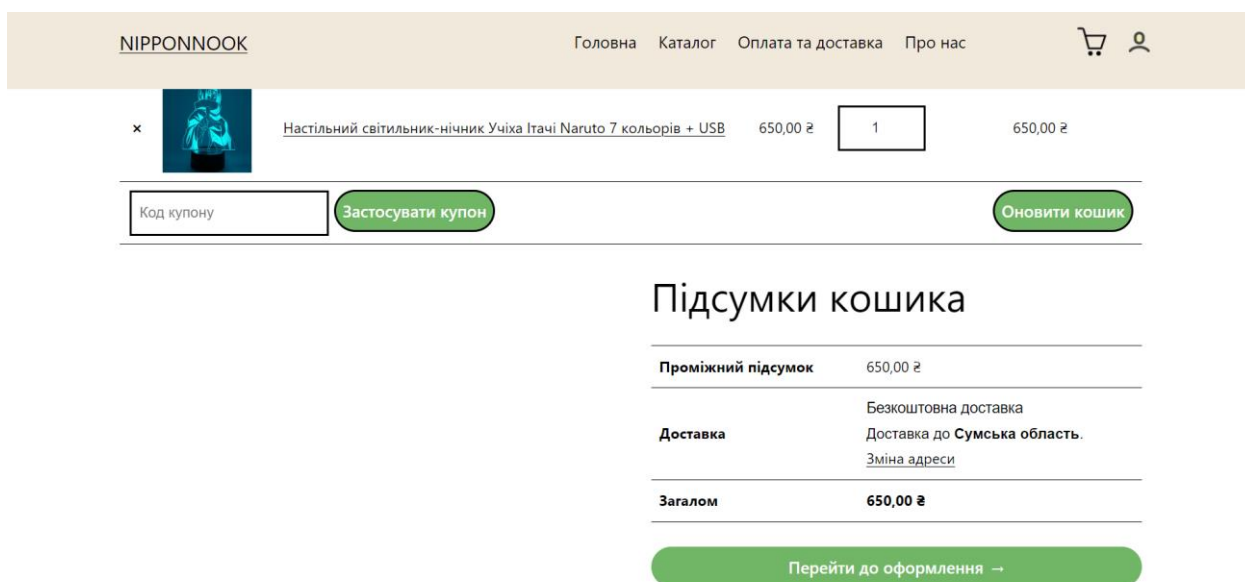 NIPPONNOOK Головна Каталог Оплата та доставка Про нас
× Настільний світильник-нічник Учіха Ітачі Naruto 7 кольорів + USB 650,00 ₴ 1 650,00 ₴
Код купону Застосувати купон Оновити кошик
Підсумки кошика
Проміжний підсумок 650,00 ₴
Безкоштовна доставка
Доставка Доставка до Сумська область.
Зміна адреси
Загалом 650,00 ₴
Перейти до оформлення →